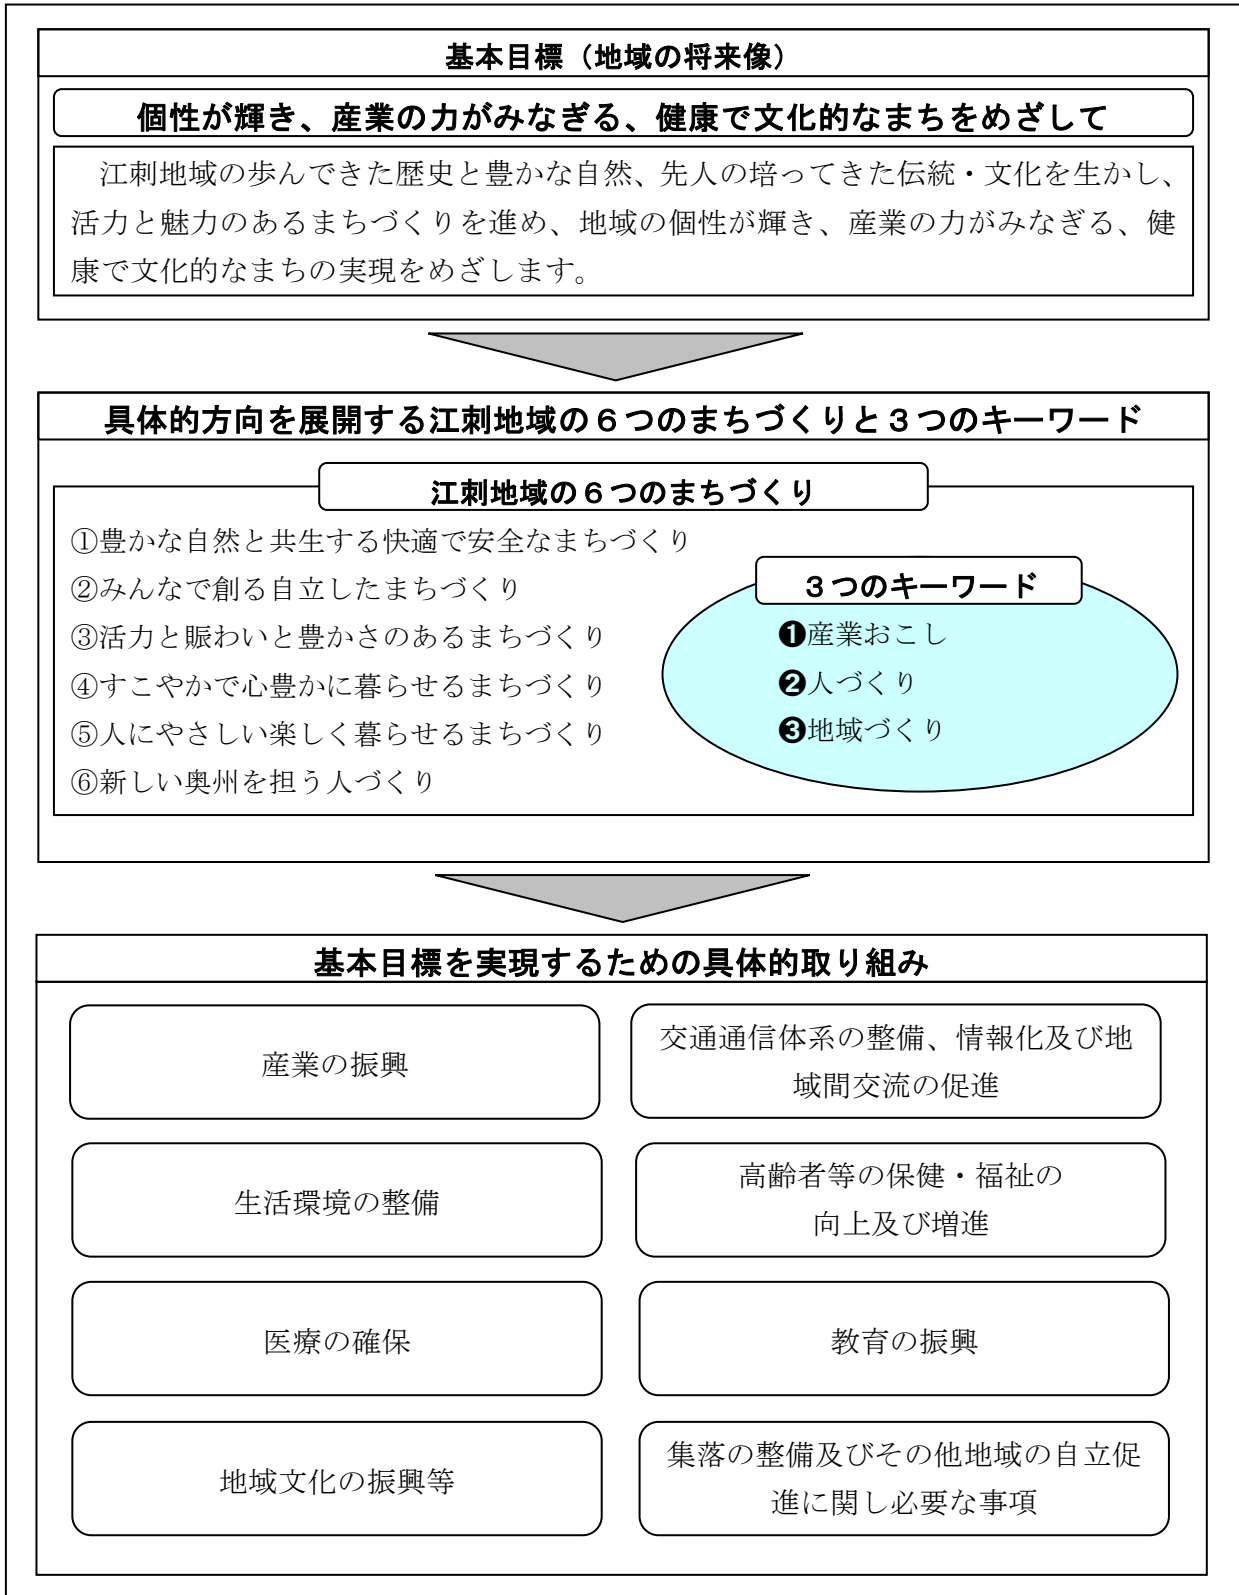 基本目標（地域の将来像）
個性が輝き、産業の力がみなぎる、健康で文化的なまちをめざして
江刺地域の歩んできた歴史と豊かな自然、先人の培ってきた伝統・文化を生かし、
活力と魅力のあるまちづくりを進め、地域の個性が輝き、産業の力がみなぎる、健
康で文化的なまちの実現をめざします。
具体的方向を展開する江刺地域の６つのまちづくりと３つのキーワード
江刺地域の６つのまちづくり
①豊かな自然と共生する快適で安全なまちづくり
②みんなで創る自立したまちづくり
③活力と賑わいと豊かさのあるまちづくり
④すこやかで心豊かに暮らせるまちづくり
⑤人にやさしい楽しく暮らせるまちづくり
⑥新しい奥州を担う人づくり
３つのキーワード
❶産業おこし
❷人づくり
❸地域づくり
基本目標を実現するための具体的取り組み
産業の振興
交通通信体系の整備、情報化及び地
域間交流の促進
生活環境の整備
高齢者等の保健・福祉の
向上及び増進
医療の確保
教育の振興
地域文化の振興等
集落の整備及びその他地域の自立促
進に関し必要な事項